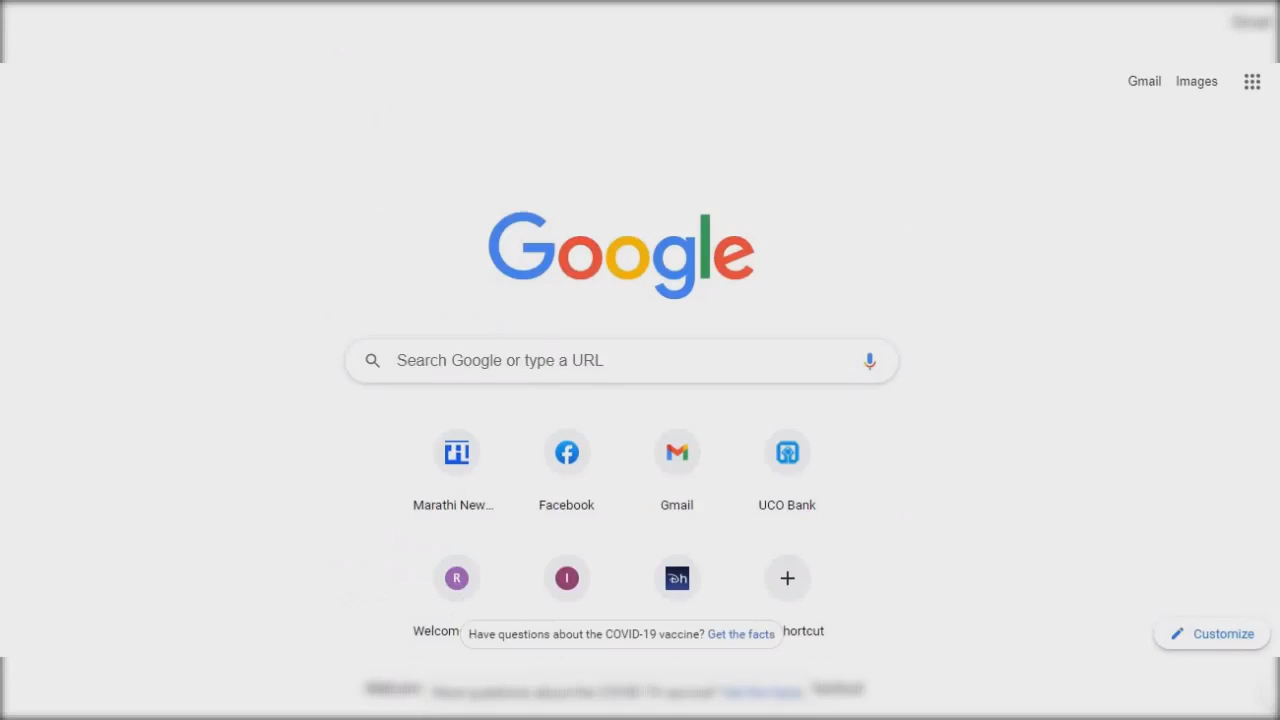 Gmail Images
Google
Search Google or type a URL
Marathi New... Facebook Gmail UCO Bank
R I
Welcom Have questions about the COVID-19 vaccine? Get the facts hortcut
Customize